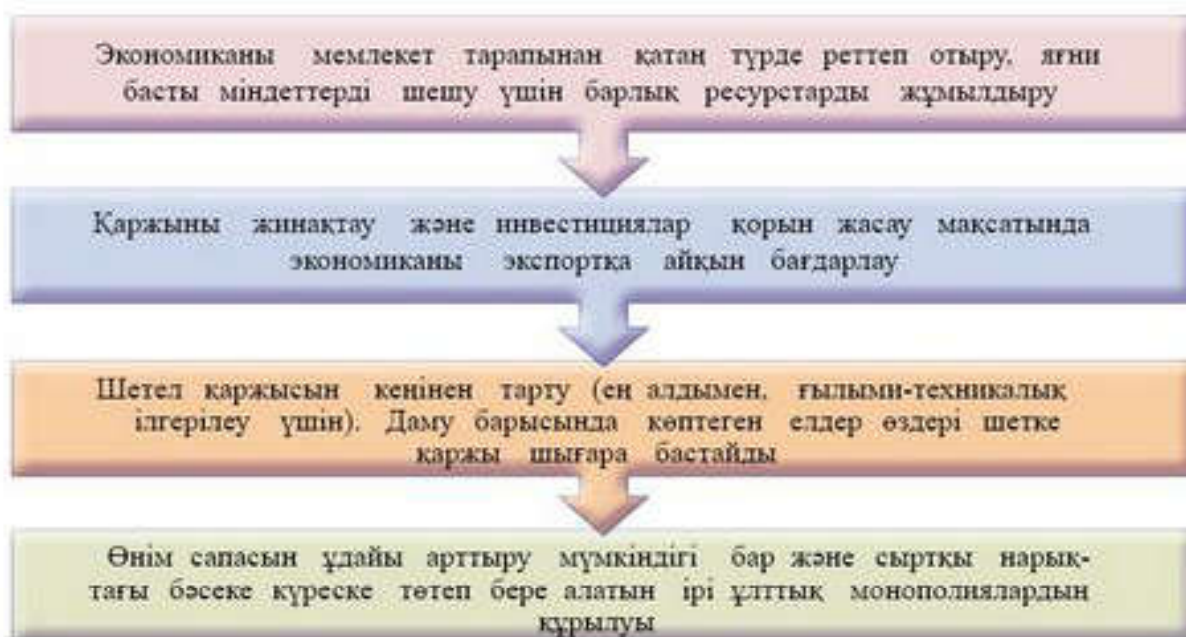 Экономиканы мемлекет тарапынан қатаң түрде реттеп отыру, яғни
басты міндеттерді шешу үшін барлық ресурстарды жұмылдыру
Қаржыны жинақтау және инвестициялар қорын жасау мақсатында
экономиканы экспортқа айқын бағдарлау
Шетел қаржысын кеңінен тарту (ең алдымен, ғылыми-техникалық
ілгерілеу үшін). Даму барысында көптеген елдер өздері шетке
қаржы шығара бастайды
Өнім сапасын ұдайы арттыру мүмкіндігі бар және сыртқы нарық-
тағы бәсеке күреске төтеп бере алатын ірі ұлттық монополиялардың
құрылуы